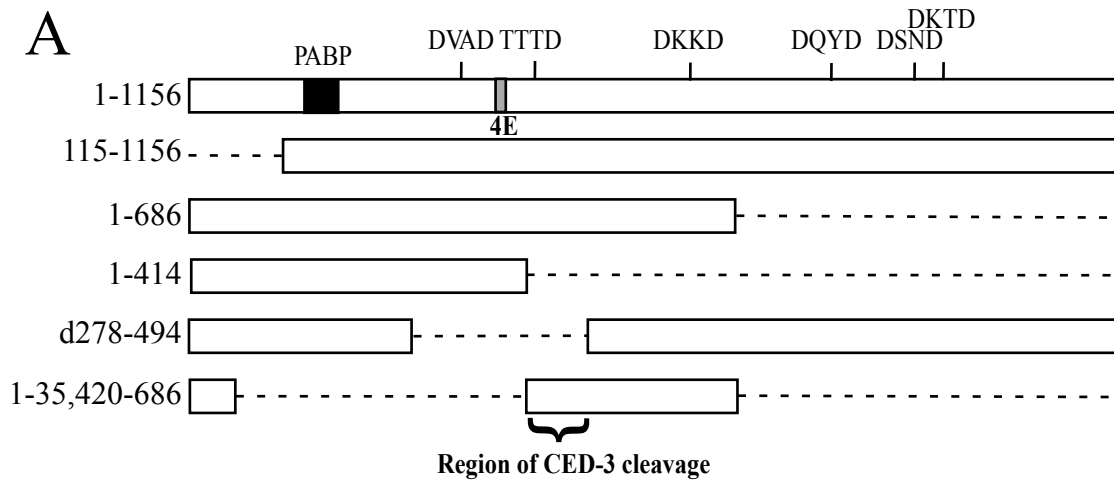 A
DKTD
DVAD TTTD DKKD DQYD DSND
PABP
1-1156
4E
115-1156
1-686
1-414
d278-494
1-35,420-686
Region of CED-3 cleavage